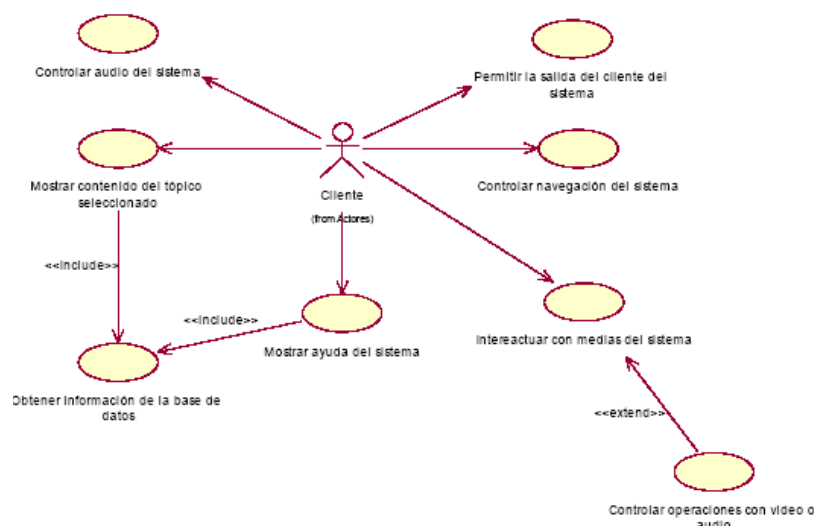 Controlar audio del sistema
Permitir la salida del cliente del
sistema
Mostrar contenido del tópico
seleccionado
Cliente
(from Actores)
Controlar navegación del sistema
<<include>>
<<include>>
Mostrar ayuda del sistema
Intereactuar con medias del sistema
Obtener información de la base de
datos
<<extend>>
Controlar operaciones con video o
audio